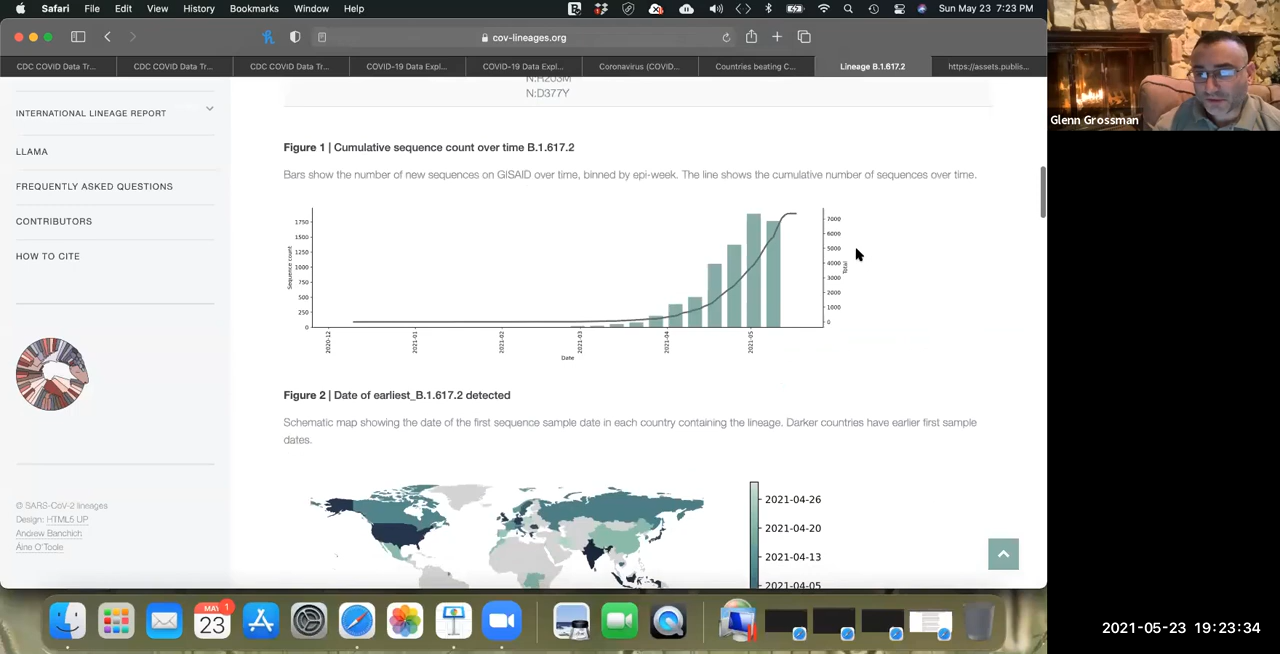 Safari File Edit View History Bookmarks Window Help
Sun May 23 7:23 PM
cov-lineages.org
CDC COVID Data Tr...
CDC COVID Data Tr...
CDC COVID Data Tr...
COVID-19 Data Expl...
COVID-19 Data Expl...
Coronavirus (COVID...
Countries beating C...
Lineage B.1.617.2
https://assets.publis...
Glenn Grossman
N:R203M
N:D377Y
INTERNATIONAL LINEAGE REPORT
LLAMA
FREQUENTLY ASKED QUESTIONS
CONTRIBUTORS
HOW TO CITE
© SARS-CoV-2 lineages
Design: HTML5 UP
Andrew Banchich
Áine O'Toole
Figure 1 | Cumulative sequence count over time B.1.617.2
Bars show the number of new sequences on GISAID over time, binned by epi-week. The line shows the cumulative number of sequences over time.
Sequence count
1750
1500
1250
1000
750
500
250
0
7000
6000
5000
4000
3000
2000
1000
0
Total
2020-12
2021-01
2021-02
2021-03
2021-04
2021-05
Date
Figure 2 | Date of earliest_B.1.617.2 detected
Schematic map showing the date of the first sequence sample date in each country containing the lineage. Darker countries have earlier first sample
dates.
2021-04-26
2021-04-20
2021-04-13
2021-04-05
MAY
23
1
2021-05-23 19:23:34